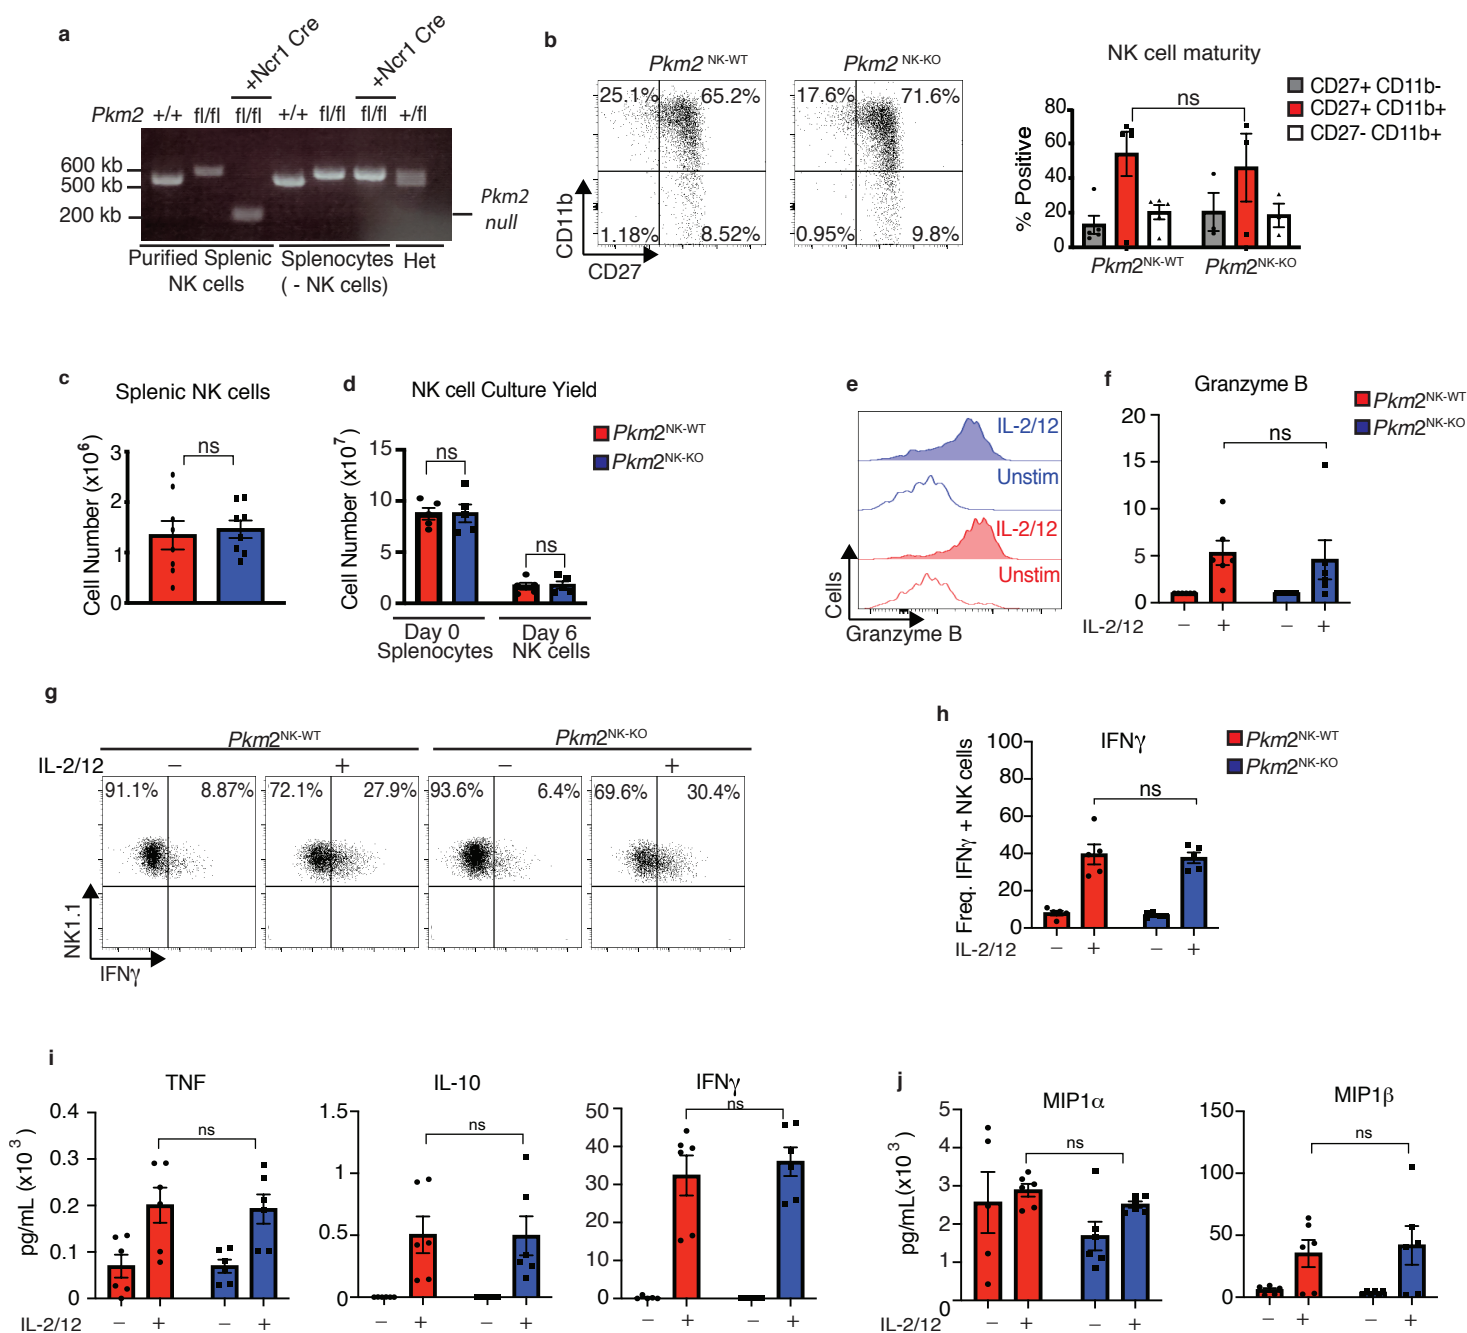 a
+Ncr1 Cre
+Ncr1 Cre
Pkm2 +/+ fl/fl fl/fl +/+ fl/fl fl/fl +/fl
600 kb
500 kb
200 kb
Pkm2
null
Purified Splenic
NK cells
Splenocytes
( - NK cells)
Het
b
Pkm2 NK-WT
Pkm2 NK-KO
25.1% 65.2%
1.18% 8.52%
17.6% 71.6%
0.95% 9.8%
CD11b
CD27
NK cell maturity
CD27+ CD11b-
CD27+ CD11b+
CD27- CD11b+
ns
% Positive
80
60
40
20
0
Pkm2NK-WT
Pkm2NK-KO
c
Splenic NK cells
ns
Cell Number (x10^6)
3
2
1
0
d
NK cell Culture Yield
Pkm2NK-WT
Pkm2NK-KO
ns
ns
Cell Number (x10^7)
15
10
5
0
Day 0
Splenocytes
Day 6
NK cells
e
IL-2/12
Unstim
IL-2/12
Unstim
Cells
Granzyme B
f
Granzyme B
Pkm2NK-WT
Pkm2NK-KO
ns
20
15
10
5
0
IL-2/12 − + − +
g
Pkm2NK-WT
Pkm2NK-KO
IL-2/12 − + − +
91.1% 8.87%
72.1% 27.9%
93.6% 6.4%
69.6% 30.4%
NK1.1
IFNγ
h
IFNγ
Pkm2NK-WT
Pkm2NK-KO
ns
Freq. IFNγ + NK cells
100
80
60
40
20
0
IL-2/12 − + − +
i
TNF
ns
pg/mL (x10^3)
0.4
0.3
0.2
0.1
0
IL-2/12 − + − +
IL-10
ns
1.5
1
0.5
0
− + − +
IFNγ
ns
50
40
30
20
10
0
− + − +
j
MIP1α
ns
pg/mL(x10^3)
5
4
3
2
1
0
IL-2/12 − + − +
MIP1β
ns
150
100
50
0
− + − +